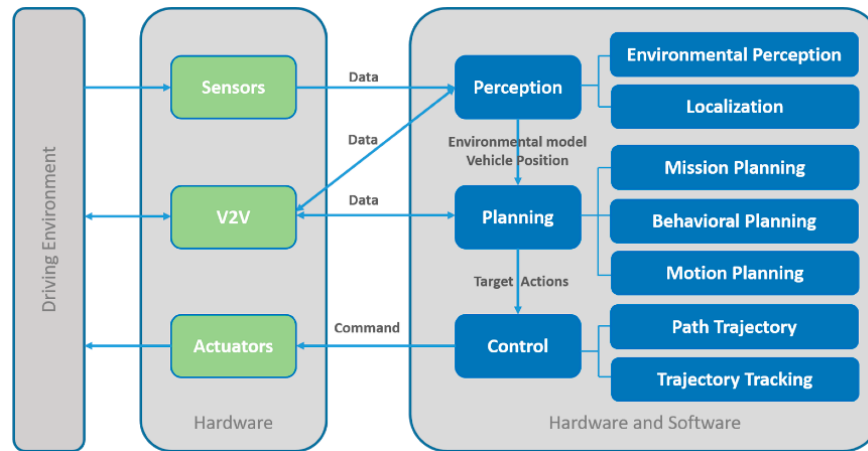 Driving Environment
Sensors
V2V
Actuators
Hardware
Data
Data
Data
Command
Perception
Environmental model
Vehicle Position
Planning
Target Actions
Control
Environmental Perception
Localization
Mission Planning
Behavioral Planning
Motion Planning
Path Trajectory
Trajectory Tracking
Hardware and Software